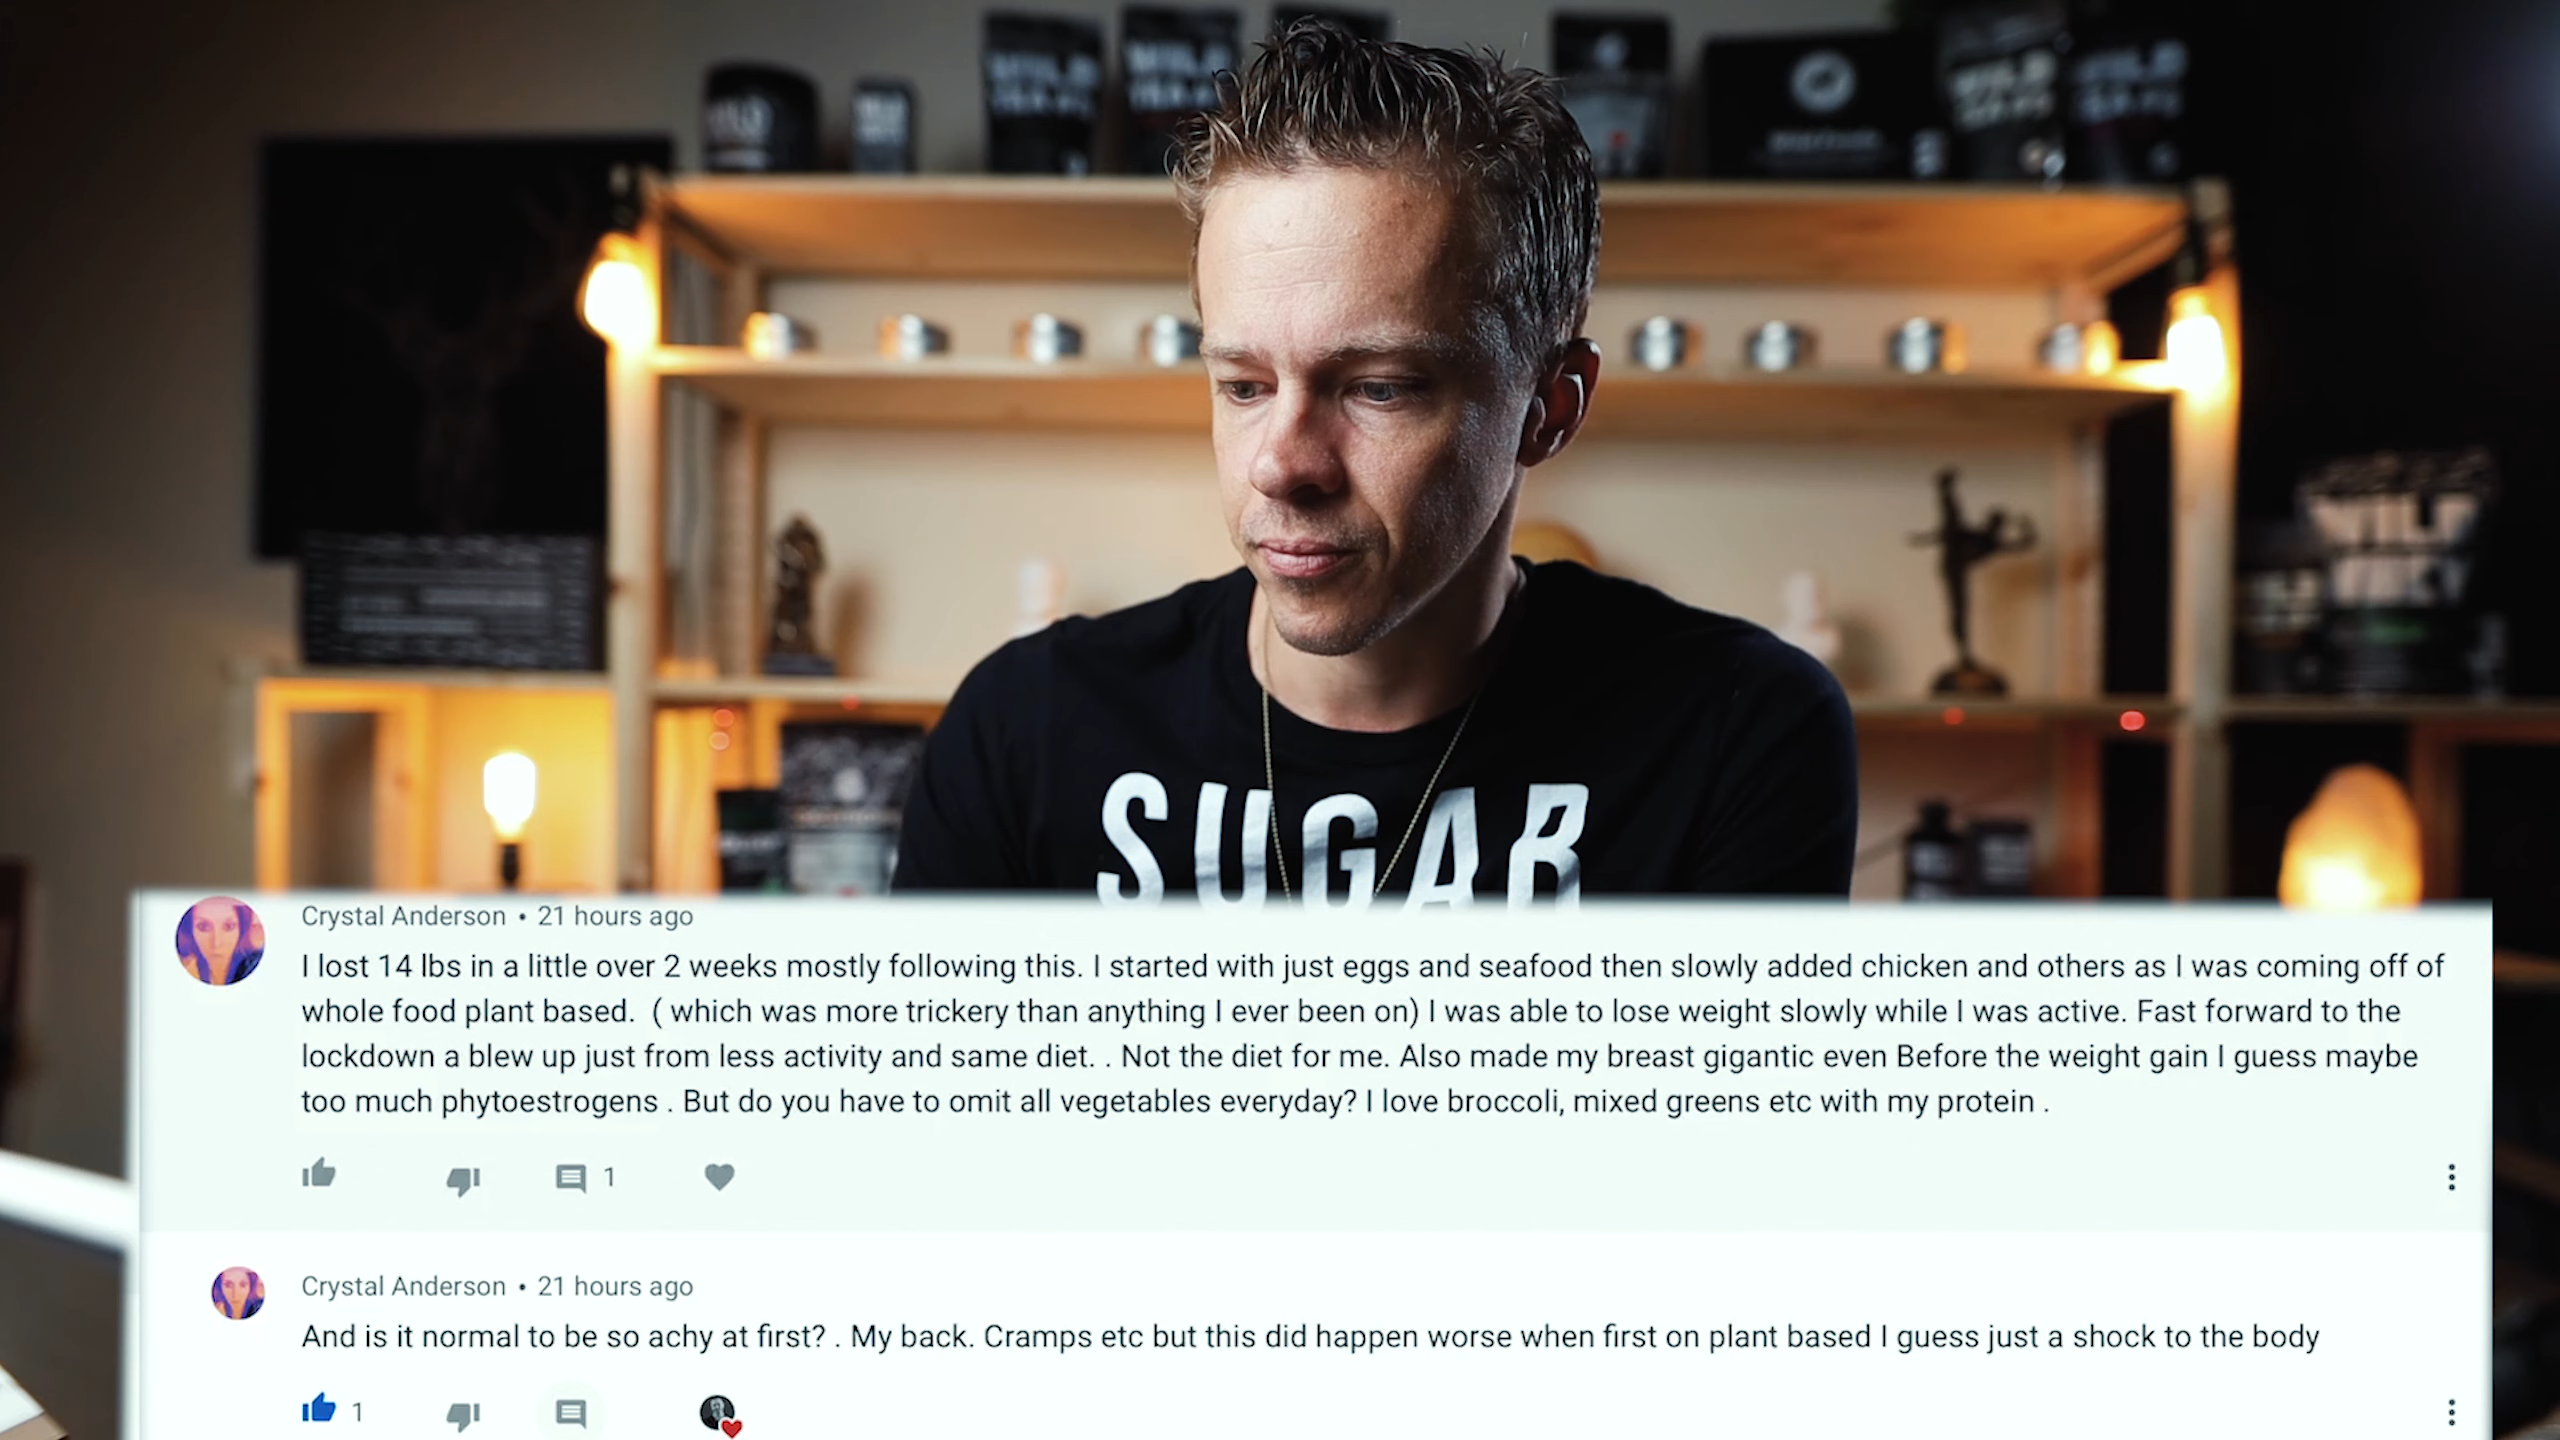 SUGAR
Crystal Anderson • 21 hours ago
I lost 14 lbs in a little over 2 weeks mostly following this. I started with just eggs and seafood then slowly added chicken and others as I was coming off of
whole food plant based.  ( which was more trickery than anything I ever been on) I was able to lose weight slowly while I was active. Fast forward to the
lockdown a blew up just from less activity and same diet. . Not the diet for me. Also made my breast gigantic even Before the weight gain I guess maybe
too much phytoestrogens . But do you have to omit all vegetables everyday? I love broccoli, mixed greens etc with my protein .
1
Crystal Anderson • 21 hours ago
And is it normal to be so achy at first? . My back. Cramps etc but this did happen worse when first on plant based I guess just a shock to the body
1